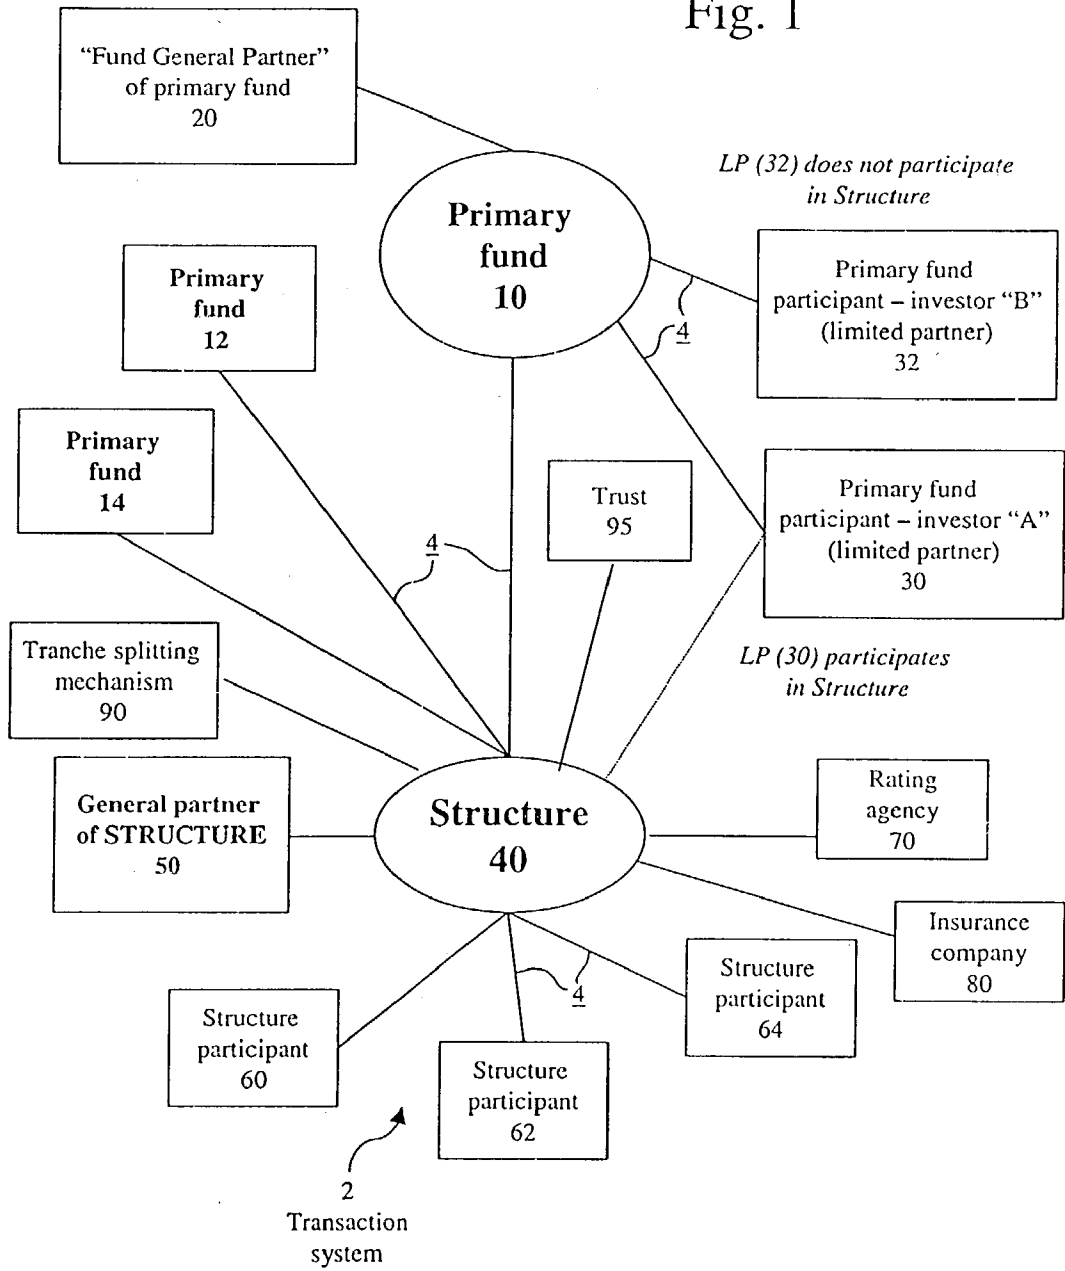 Fig. 1
“Fund General Partner”
of primary fund
20
LP (32) does not participate
in Structure
Primary
fund
10
Primary fund
participant – investor “B”
(limited partner)
32
Primary
fund
12
4
Primary
fund
14
Trust
95
Primary fund
participant – investor “A”
(limited partner)
30
4
Tranche splitting
mechanism
90
LP (30) participates
in Structure
General partner
of STRUCTURE
50
Structure
40
Rating
agency
70
Insurance
company
80
Structure
participant
64
4
Structure
participant
60
Structure
participant
62
2
Transaction
system